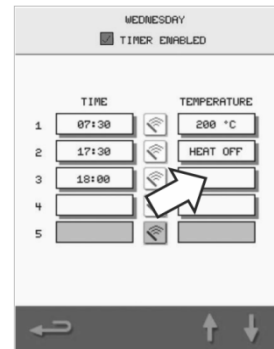 WEDNESDAY
TIMER ENABLED
TIME TEMPERATURE
1 07:30 200 °C
2 17:30 HEAT OFF
3 18:00
4
5